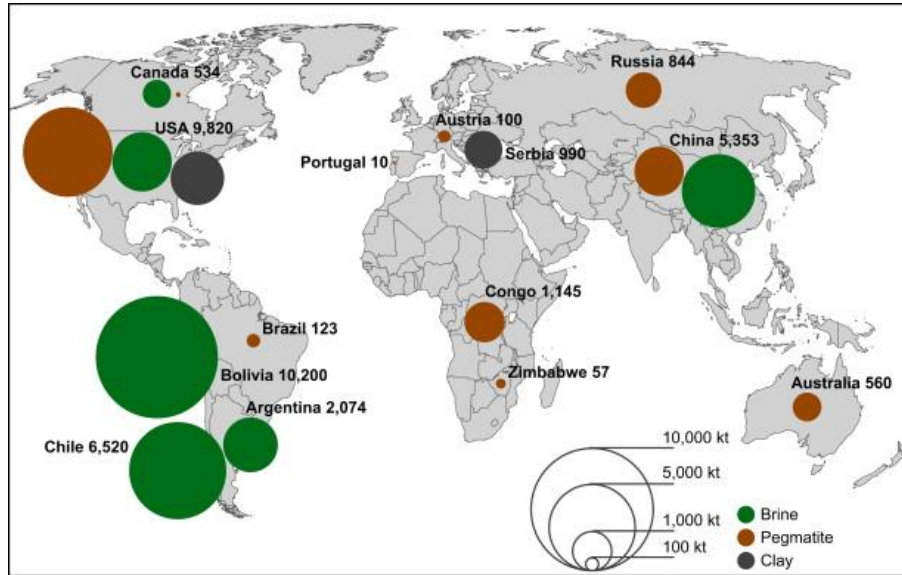 Canada 534
Russia 844
USA 9,820
Austria 100
China 5,353
Portugal 10
Serbia 990
Congo 1,145
Brazil 123
Zimbabwe 57
Bolivia 10,200
Australia 560
Argentina 2,074
Chile 6,520
10,000 kt
5,000 kt
1,000 kt
100 kt
Brine
Pegmatite
Clay